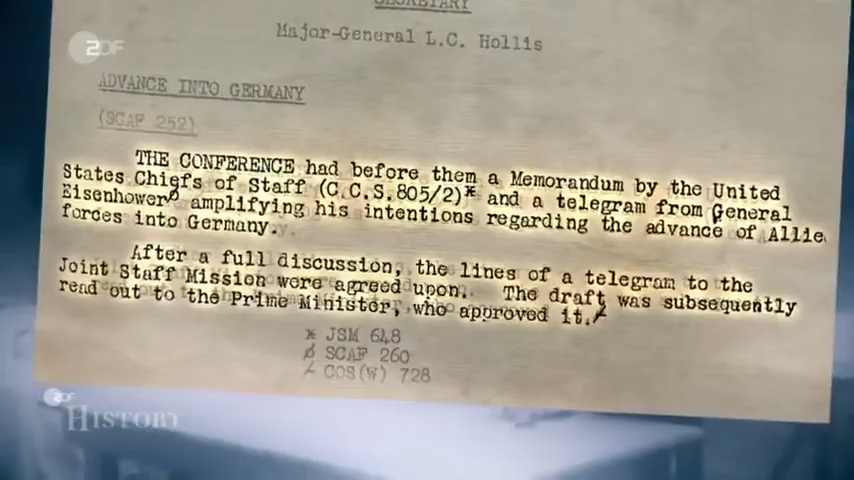 SECRETARY
ZDF
Major-General L.C. Hollis
ADVANCE INTO GERMANY
(SCAF 252)
THE CONFERENCE had before them a Memorandum by the United
States Chiefs of Staff (C.C.S.805/2)* and a telegram from General
Eisenhowerø amplifying his intentions regarding the advance of Allie
forces into Germany.
After a full discussion, the lines of a telegram to the
Joint Staff Mission were agreed upon. The draft was subsequently
read out to the Prime Minister, who approved it.⌿
* JSM 648
ø SCAF 260
⌿ COS(W) 728
ZDF
HISTORY